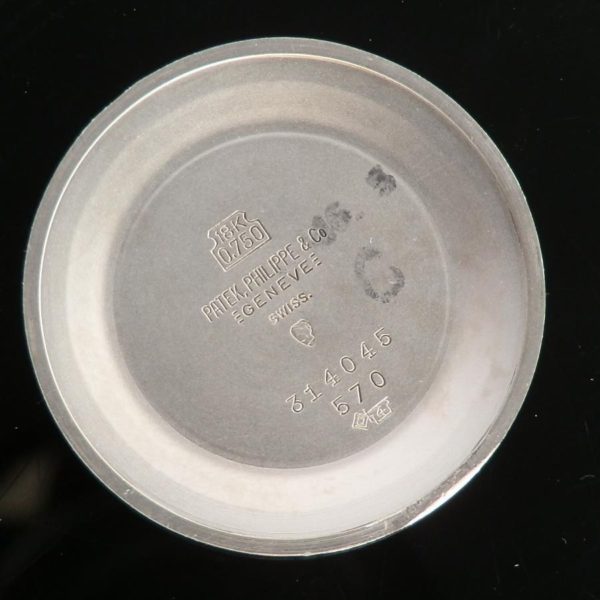 18K
0.750
PATEK, PHILIPPE & Co
GENEVE
SWISS.
314045
570